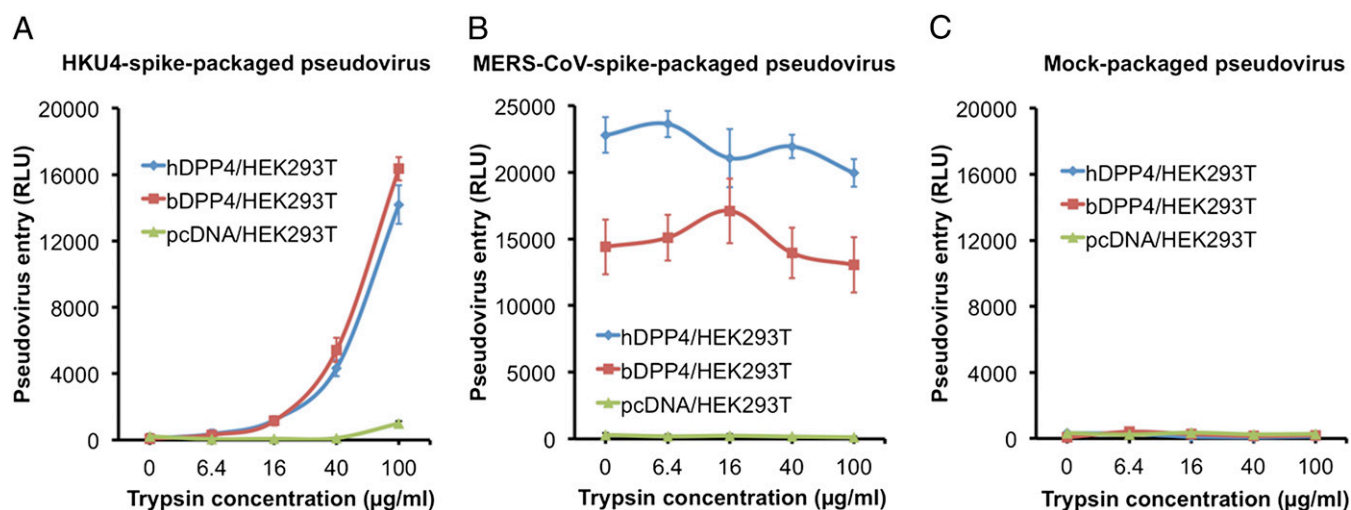 A
HKU4-spike-packaged pseudovirus
Pseudovirus entry (RLU)
20000
16000
12000
8000
4000
0
hDPP4/HEK293T
bDPP4/HEK293T
pcDNA/HEK293T
0 6.4 16 40 100
Trypsin concentration (µg/ml)
B
MERS-CoV-spike-packaged pseudovirus
Pseudovirus entry (RLU)
25000
20000
15000
10000
5000
0
hDPP4/HEK293T
bDPP4/HEK293T
pcDNA/HEK293T
0 6.4 16 40 100
Trypsin concentration (µg/ml)
C
Mock-packaged pseudovirus
Pseudovirus entry (RLU)
20000
16000
12000
8000
4000
0
hDPP4/HEK293T
bDPP4/HEK293T
pcDNA/HEK293T
0 6.4 16 40 100
Trypsin concentration (µg/ml)